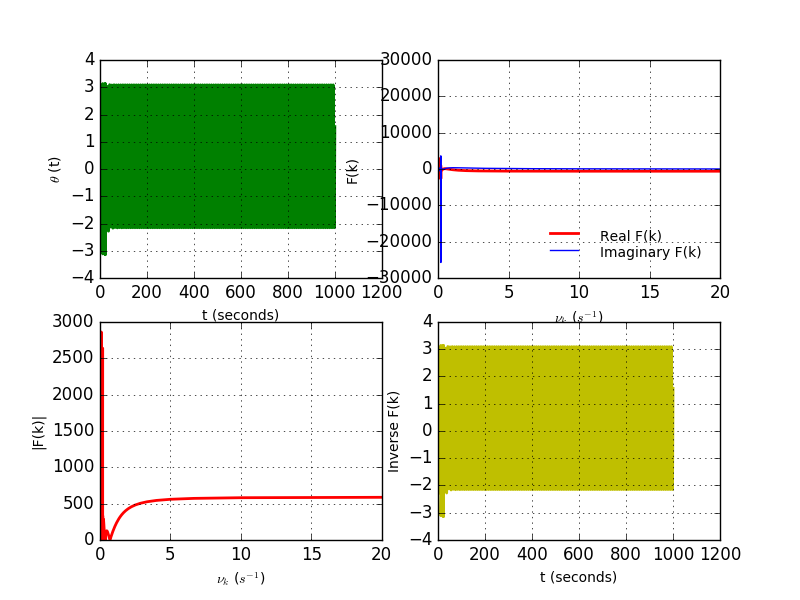 4
3
2
1
0
−1
−2
−3
−4
θ (t)
0 200 400 600 800 1000 1200
t (seconds)
30000
20000
10000
0
−10000
−20000
−30000
F(k)
Real F(k)
Imaginary F(k)
0 5 10 15 20
ν_k (s⁻¹)
3000
2500
2000
1500
1000
500
0
|F(k)|
0 5 10 15 20
ν_k (s⁻¹)
4
3
2
1
0
−1
−2
−3
−4
Inverse F(k)
0 200 400 600 800 1000 1200
t (seconds)